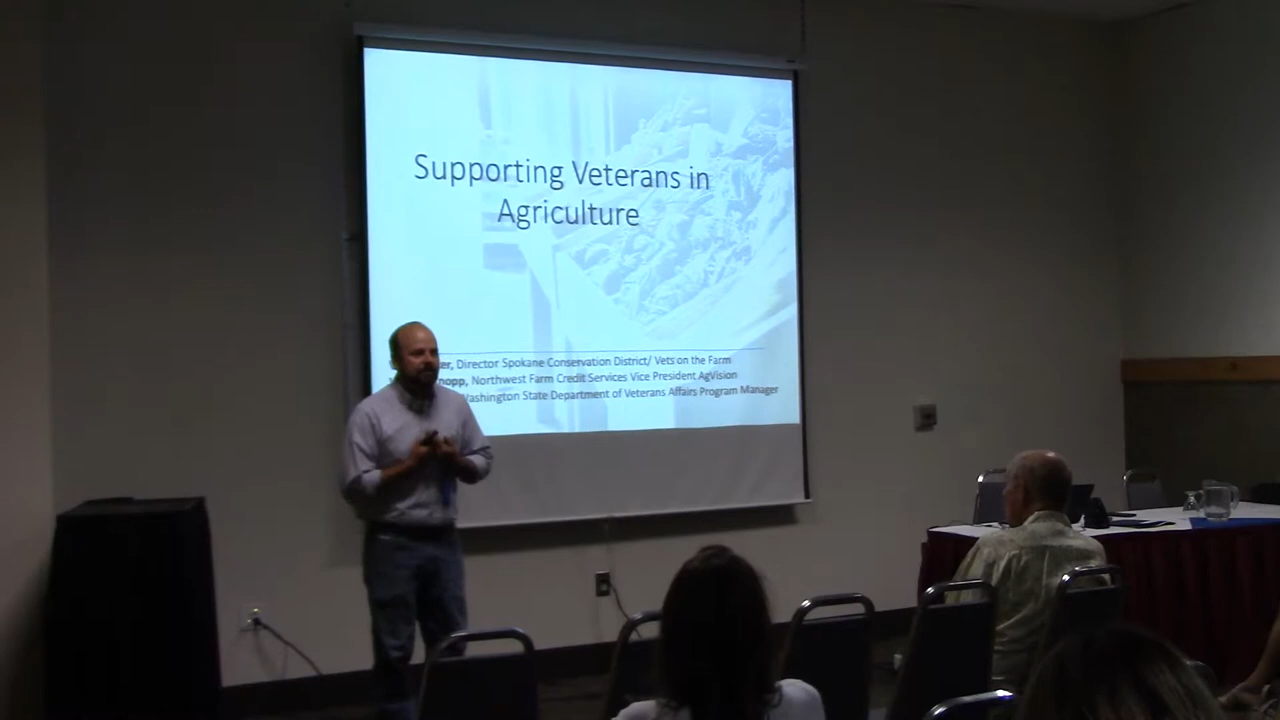 Supporting Veterans in
Agriculture
Director Spokane Conservation District/ Vets on the Farm
Northwest Farm Credit Services Vice President AgVision
Washington State Department of Veterans Affairs Program Manager